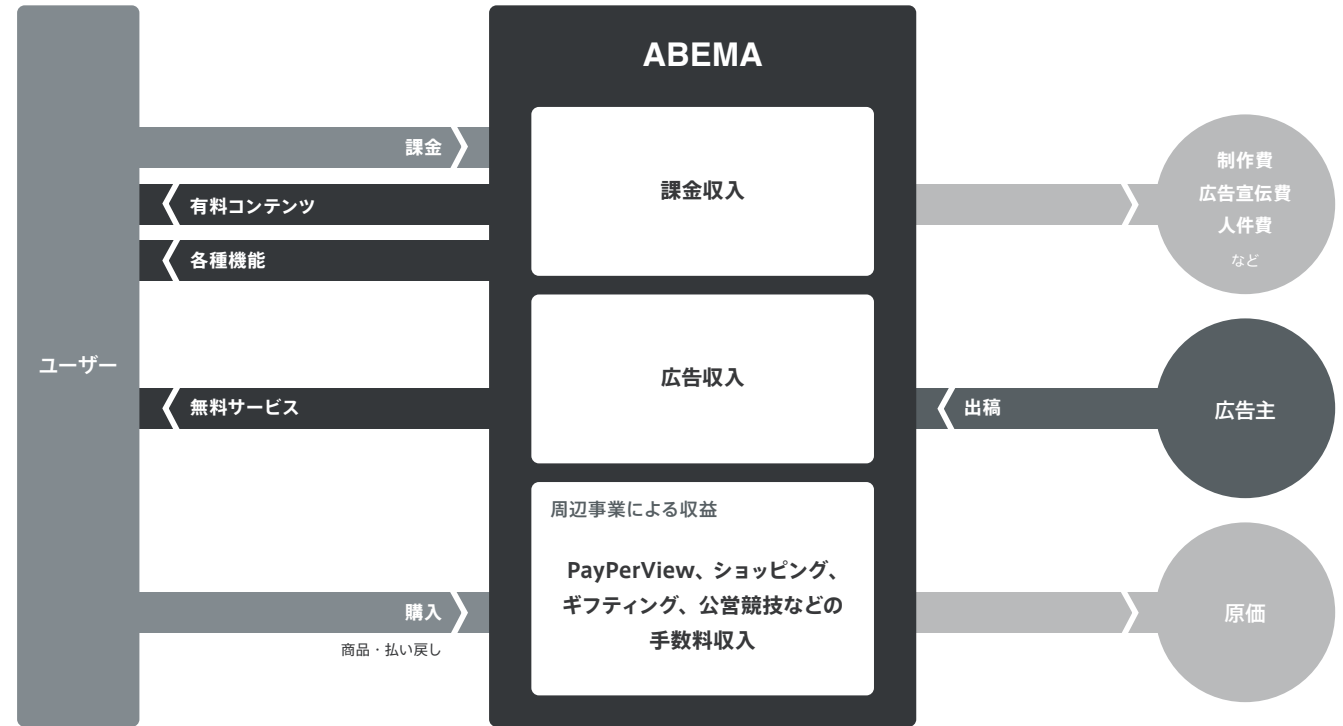 ABEMA
ユーザー
課金
有料コンテンツ
各種機能
無料サービス
購入
商品・払い戻し
課金収入
広告収入
周辺事業による収益
PayPerView、ショッピング、
ギフティング、公営競技などの
手数料収入
制作費
広告宣伝費
人件費
など
出稿
広告主
原価